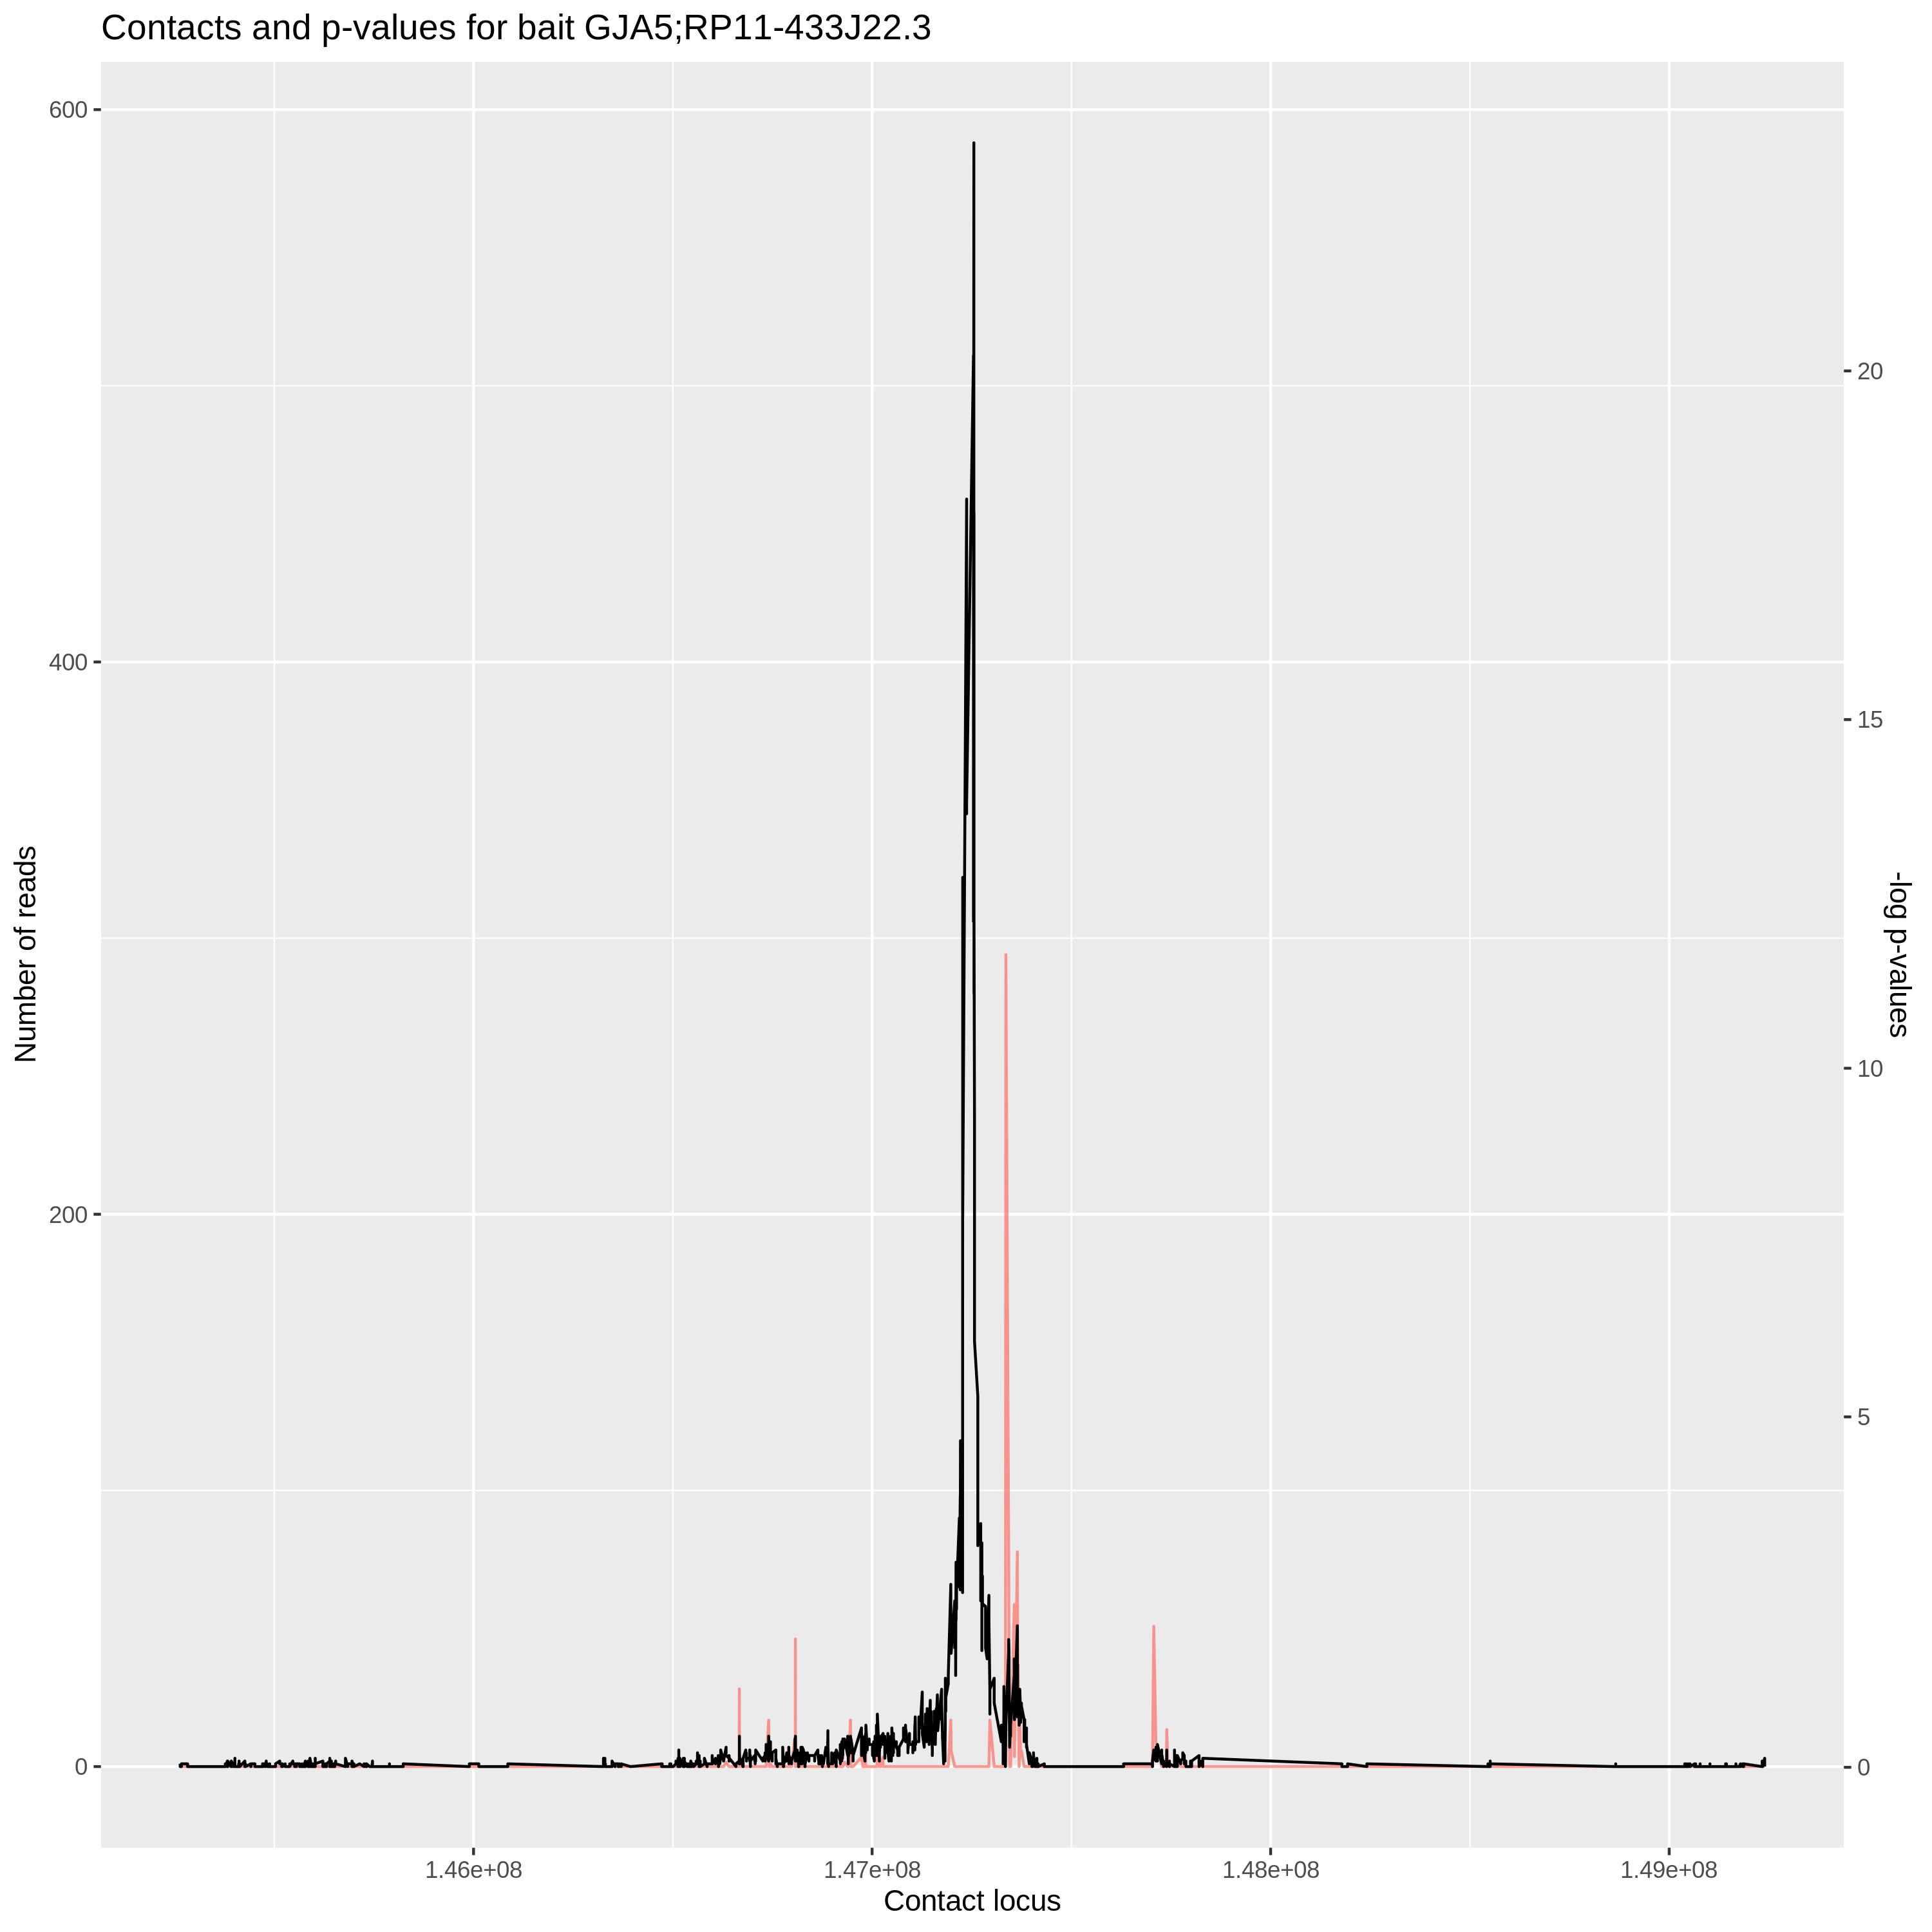 Contacts and p-values for bait GJA5;RP11-433J22.3
600
400
200
0
Number of reads
20
15
10
5
0
-log p-values
1.46e+08
1.47e+08
1.48e+08
1.49e+08
Contact locus